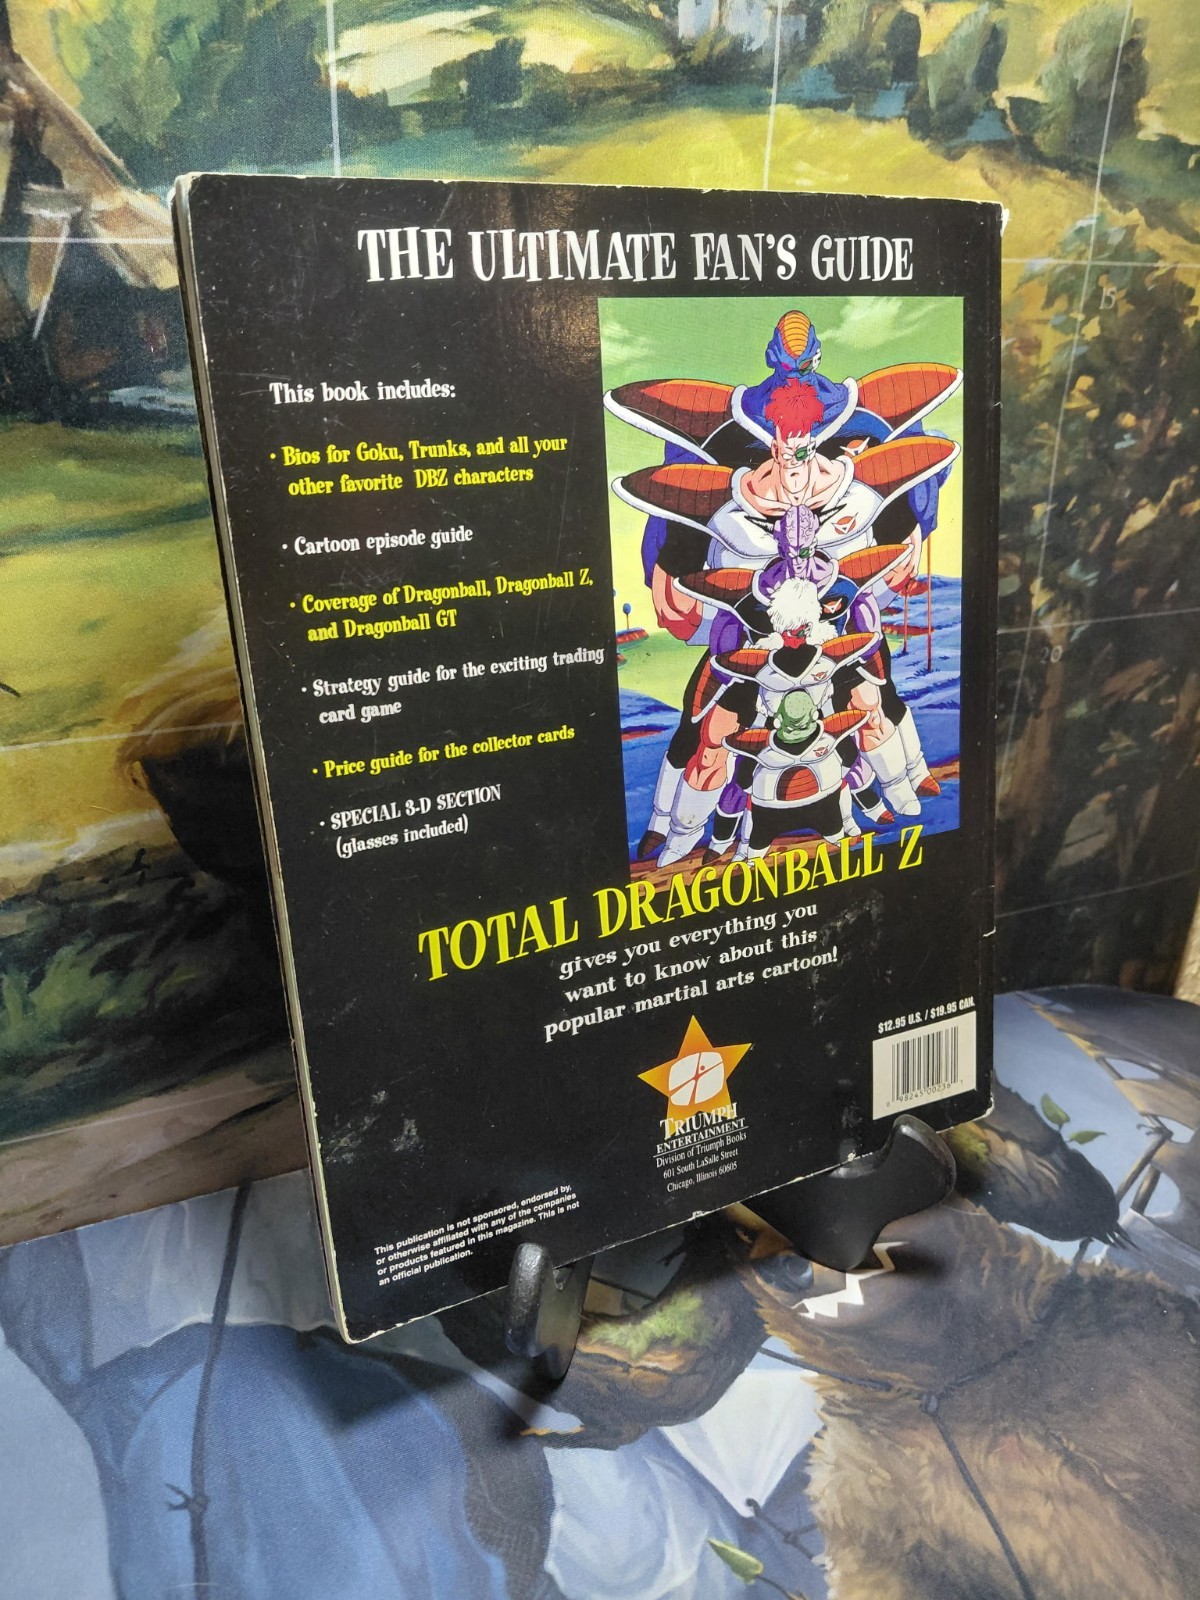 THE ULTIMATE FAN'S GUIDE
This book includes:
• Bios for Goku, Trunks, and all your
other favorite DBZ characters
• Cartoon episode guide
• Coverage of Dragonball, Dragonball Z,
and Dragonball GT
• Strategy guide for the exciting trading
card game
• Price guide for the collector cards
• SPECIAL 3-D SECTION
(glasses included)
TOTAL DRAGONBALL Z
gives you everything you
want to know about this
popular martial arts cartoon!
$12.95 U.S. / $19.95 CAN.
TRIUMPH
ENTERTAINMENT
Division of Triumph Books
601 South LaSalle Street
Chicago, Illinois 60605
This publication is not sponsored, endorsed by,
or otherwise affiliated with any of the companies
or products featured in this magazine. This is not
an official publication.
15
20